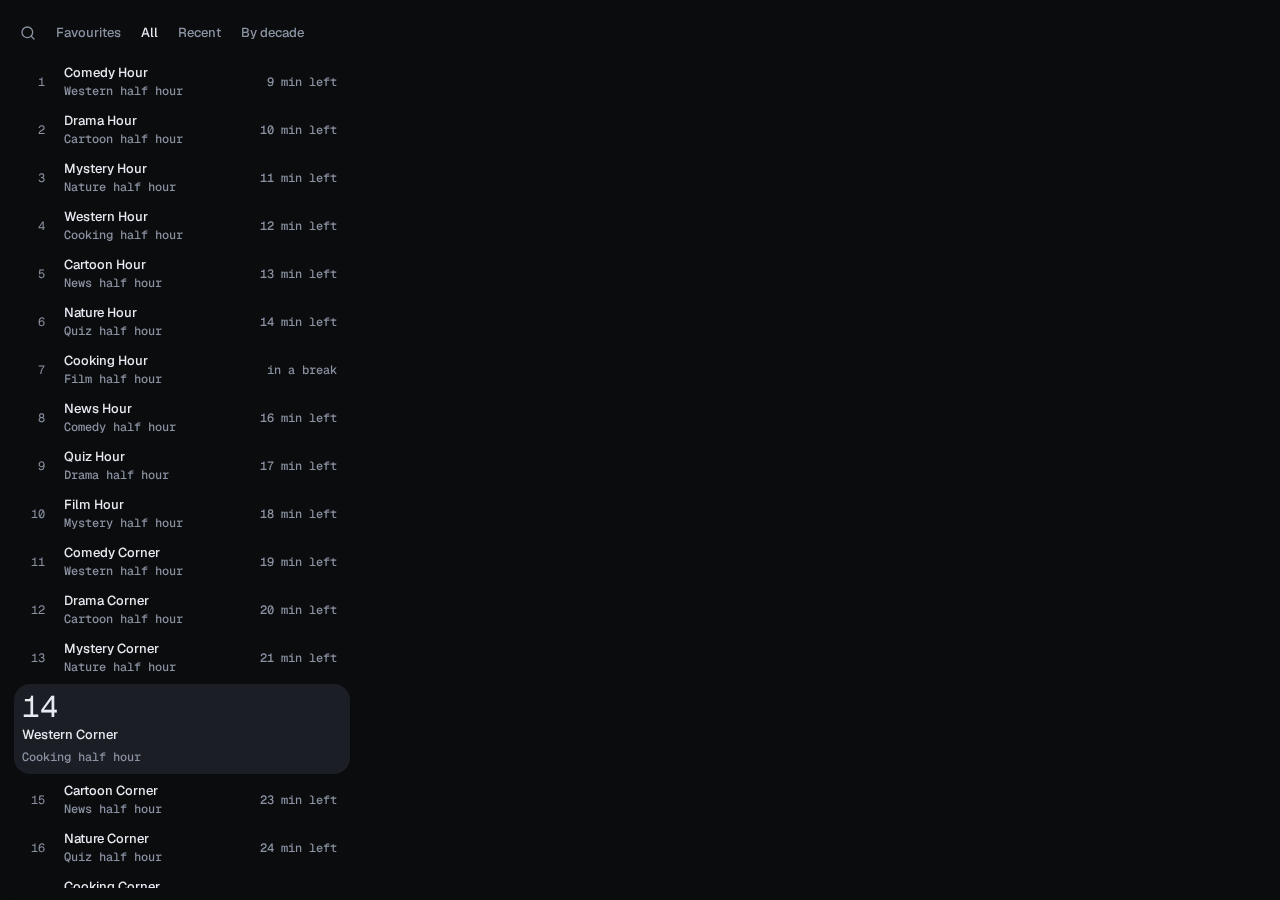 Favourites All Recent By decade
1 Comedy Hour 9 min left
Western half hour
2 Drama Hour 10 min left
Cartoon half hour
3 Mystery Hour 11 min left
Nature half hour
4 Western Hour 12 min left
Cooking half hour
5 Cartoon Hour 13 min left
News half hour
6 Nature Hour 14 min left
Quiz half hour
7 Cooking Hour in a break
Film half hour
8 News Hour 16 min left
Comedy half hour
9 Quiz Hour 17 min left
Drama half hour
10 Film Hour 18 min left
Mystery half hour
11 Comedy Corner 19 min left
Western half hour
12 Drama Corner 20 min left
Cartoon half hour
13 Mystery Corner 21 min left
Nature half hour
14
Western Corner
Cooking half hour
15 Cartoon Corner 23 min left
News half hour
16 Nature Corner 24 min left
Quiz half hour
Cooking Corner